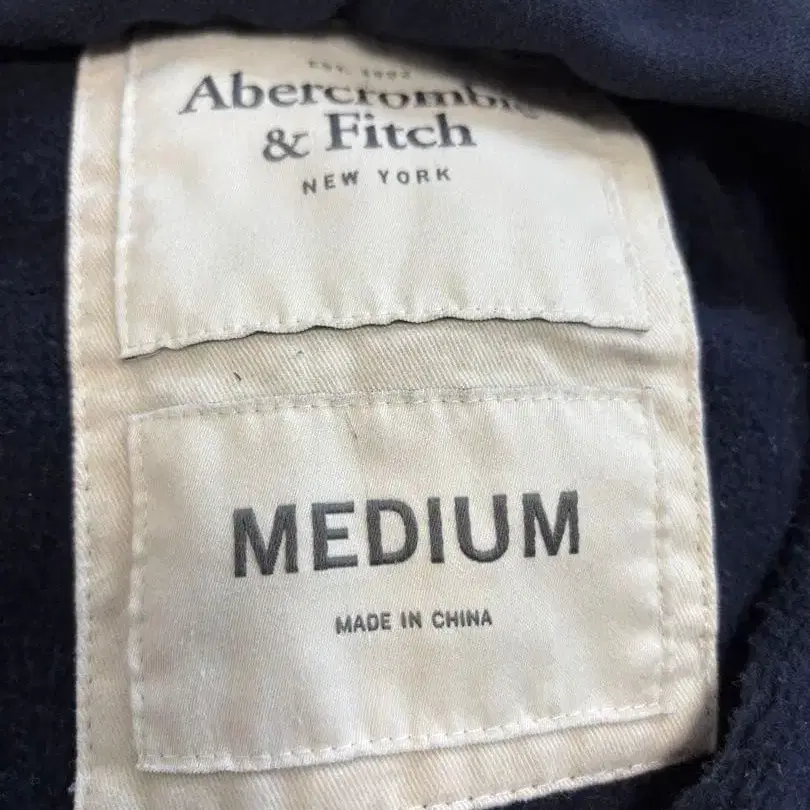 EST. 1892
Abercrombie
& Fitch
NEW YORK
MEDIUM
MADE IN CHINA